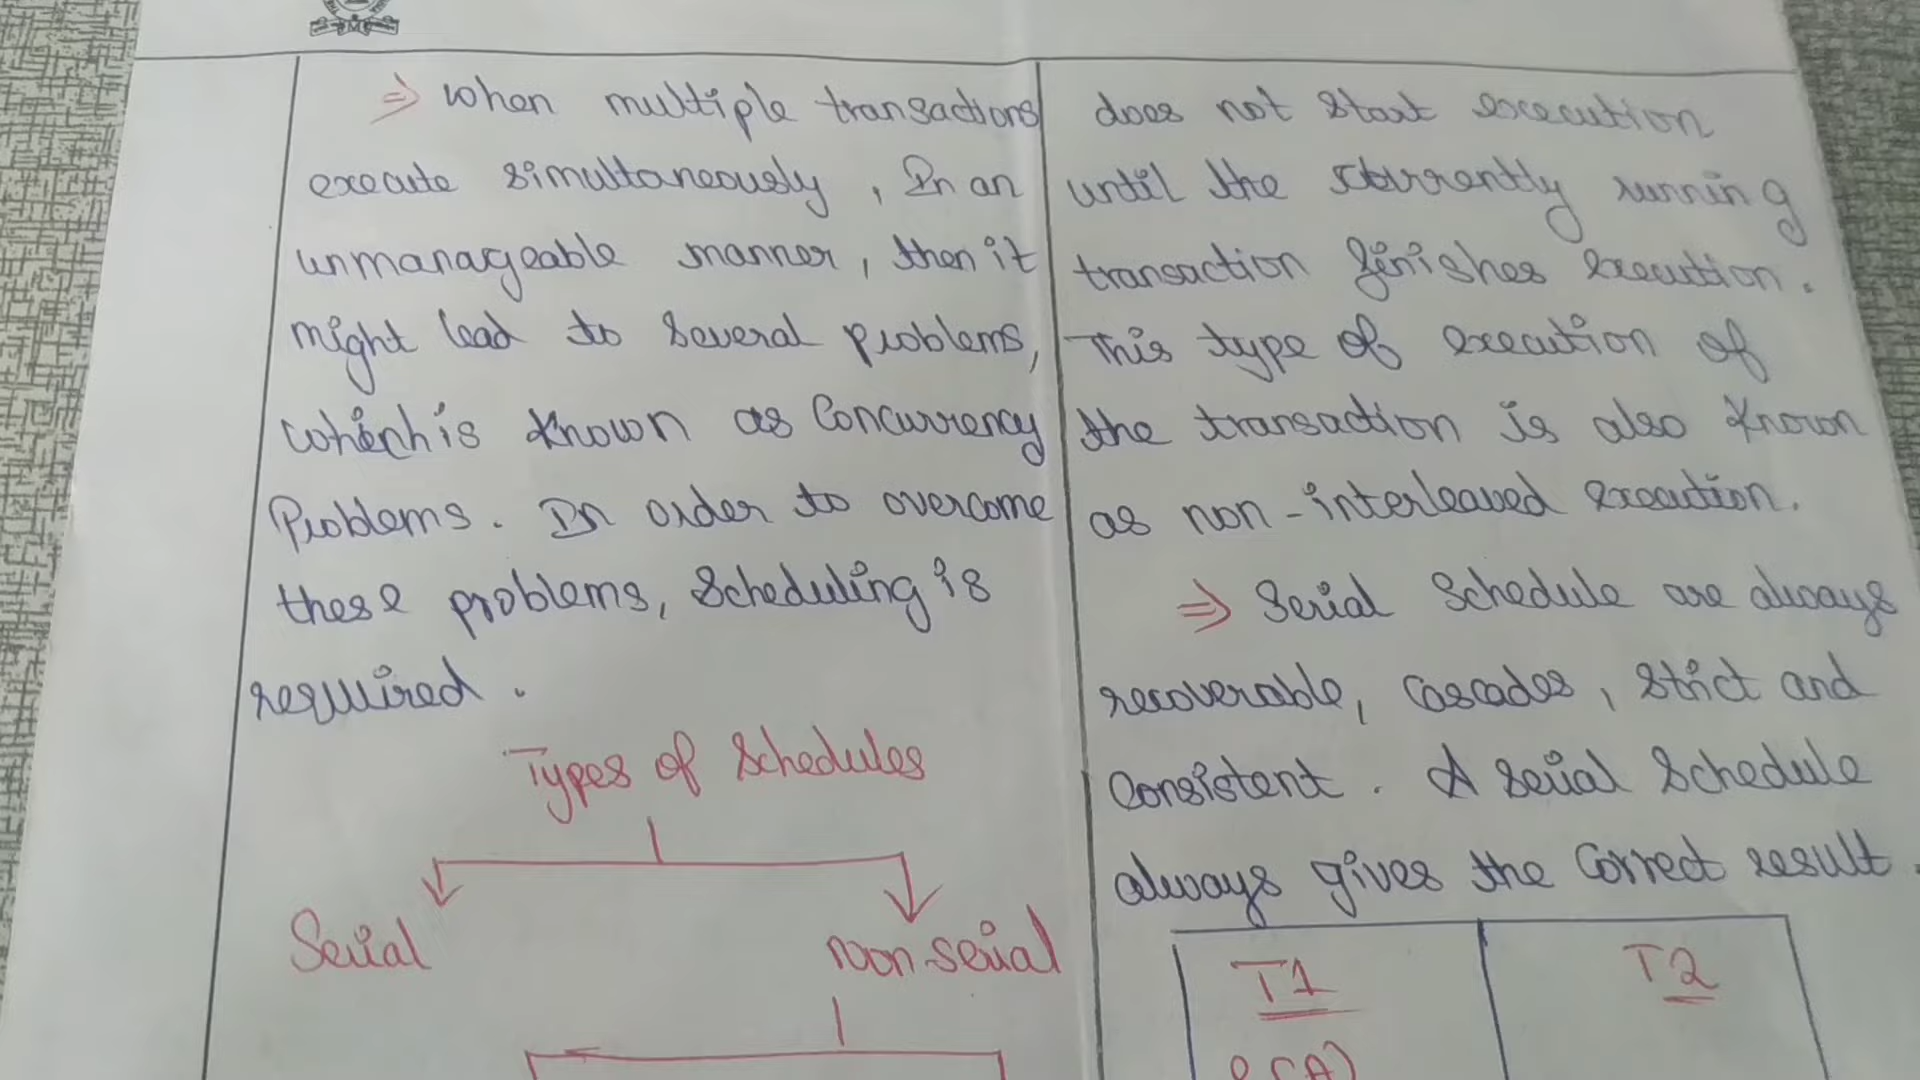 ⇒ When multiple transactions
execute simultaneously, In an
unmanageable manner, then it
might lead to several problems,
which is known as Concurrency
Problems. In order to overcome
these problems, Scheduling is
required.
Types of Schedules
Serial
non-serial
does not start execution
until the currently running
transaction finishes execution.
This type of execution of
the transaction is also known
as non-interleaved execution.
⇒ Serial Schedule are always
recoverable, Cascades, Strict and
Consistent. A serial Schedule
always gives the correct result.
T1
T2